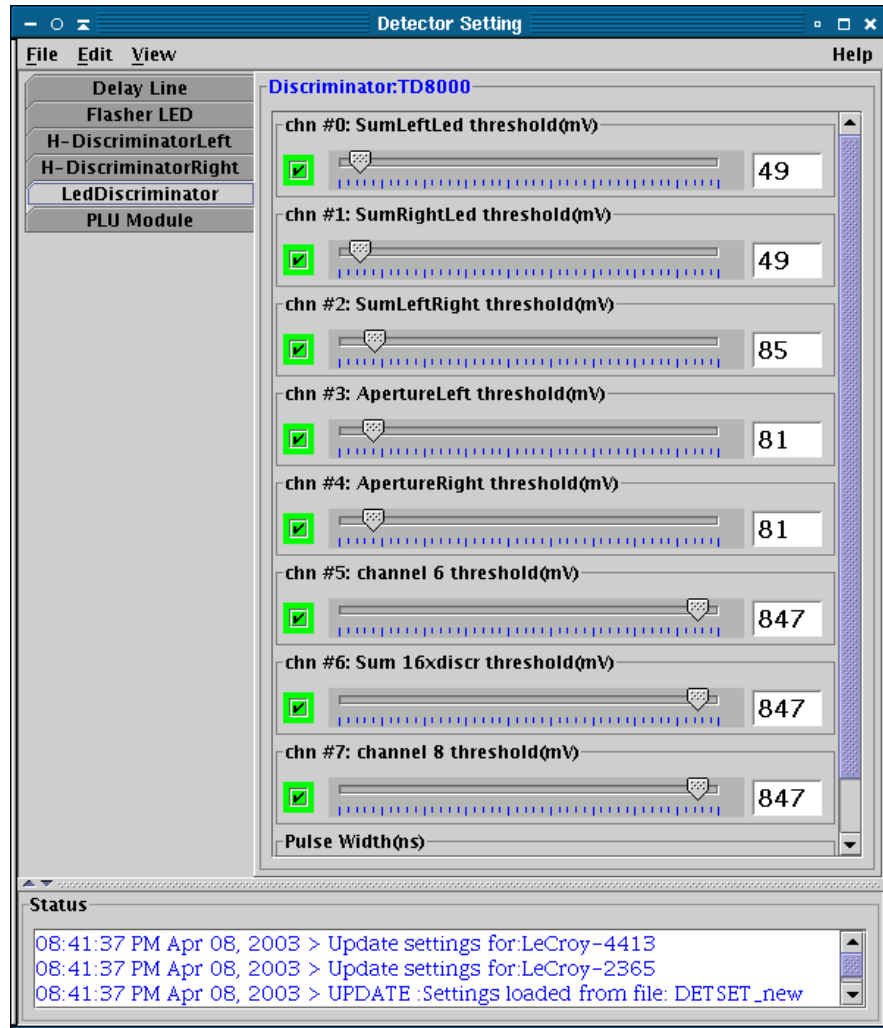 Detector Setting
File Edit View Help
Delay Line
Flasher LED
H-DiscriminatorLeft
H-DiscriminatorRight
LedDiscriminator
PLU Module
Discriminator:TD8000
chn #0: SumLeftLed threshold(mV)
49
chn #1: SumRightLed threshold(mV)
49
chn #2: SumLeftRight threshold(mV)
85
chn #3: ApertureLeft threshold(mV)
81
chn #4: ApertureRight threshold(mV)
81
chn #5: channel 6 threshold(mV)
847
chn #6: Sum 16xdiscr threshold(mV)
847
chn #7: channel 8 threshold(mV)
847
Pulse Width(ns)
Status
08:41:37 PM Apr 08, 2003 > Update settings for:LeCroy-4413
08:41:37 PM Apr 08, 2003 > Update settings for:LeCroy-2365
08:41:37 PM Apr 08, 2003 > UPDATE :Settings loaded from file: DETSET_new